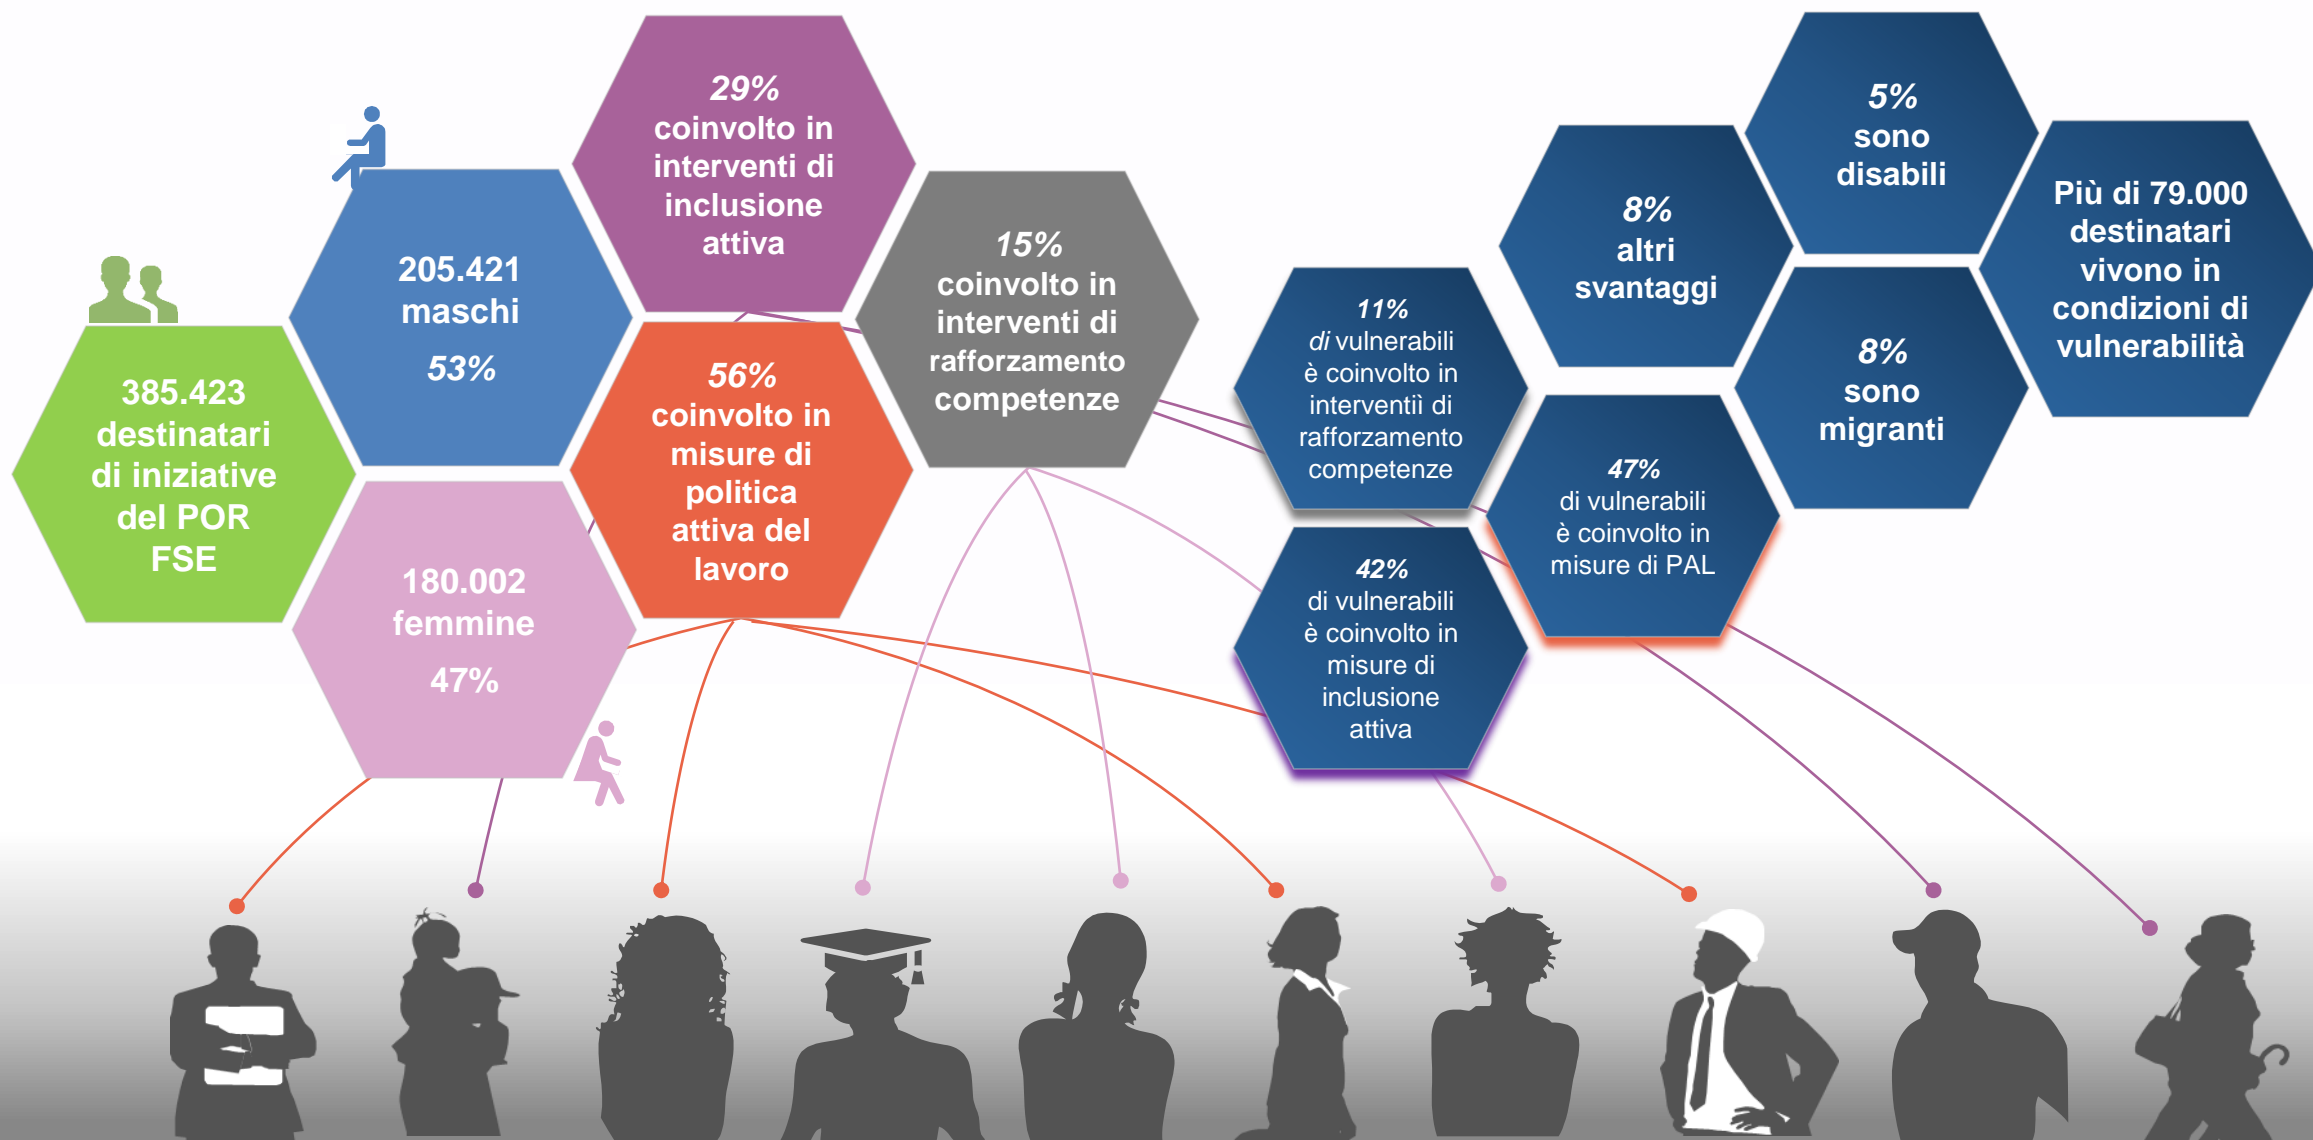 385.423
destinatari
di iniziative
del POR
FSE
205.421
maschi
53%
180.002
femmine
47%
29%
coinvolto in
interventi di
inclusione
attiva
56%
coinvolto in
misure di
politica
attiva del
lavoro
15%
coinvolto in
interventi di
rafforzamento
competenze
11%
di vulnerabili
è coinvolto in
interventiì di
rafforzamento
competenze
42%
di vulnerabili
è coinvolto in
misure di
inclusione
attiva
47%
di vulnerabili
è coinvolto in
misure di PAL
8%
altri
svantaggi
5%
sono
disabili
8%
sono
migranti
Più di 79.000
destinatari
vivono in
condizioni di
vulnerabilità